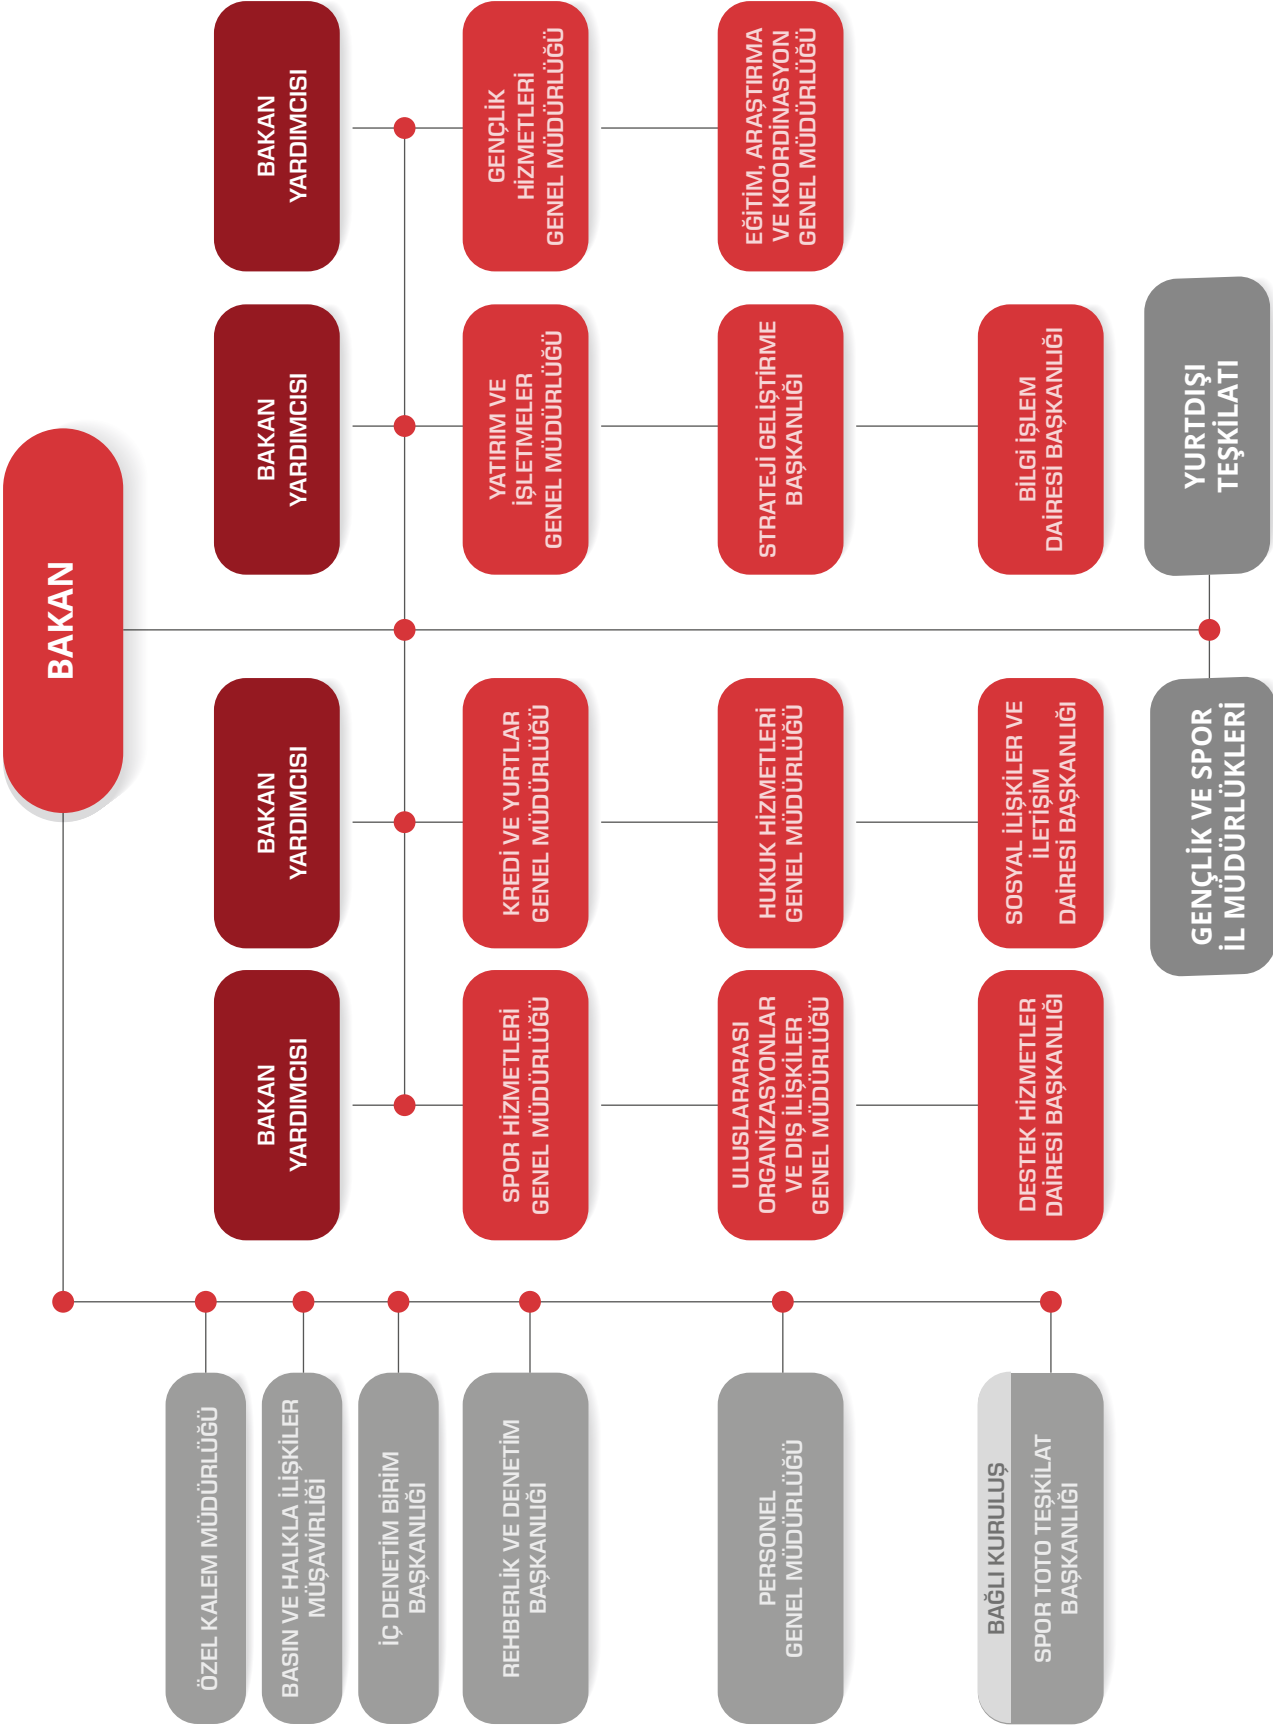 BAKAN
ÖZEL KALEM MÜDÜRLÜĞÜ
BASIN VE HALKLA İLİŞKİLER
MÜŞAVİRLİĞİ
İÇ DENETİM BİRİM
BAŞKANLIĞI
REHBERLİK VE DENETİM
BAŞKANLIĞI
PERSONEL
GENEL MÜDÜRLÜĞÜ
BAĞLI KURULUŞ
SPOR TOTO TEŞKİLAT
BAŞKANLIĞI
BAKAN
YARDIMCISI
SPOR HİZMETLERİ
GENEL MÜDÜRLÜĞÜ
ULUSLARARASI
ORGANİZASYONLAR
VE DIŞ İLİŞKİLER
GENEL MÜDÜRLÜĞÜ
DESTEK HİZMETLER
DAİRESİ BAŞKANLIĞI
BAKAN
YARDIMCISI
KREDİ VE YURTLAR
GENEL MÜDÜRLÜĞÜ
HUKUK HİZMETLERİ
GENEL MÜDÜRLÜĞÜ
SOSYAL İLİŞKİLER VE
İLETİŞİM
DAİRESİ BAŞKANLIĞI
BAKAN
YARDIMCISI
YATIRIM VE
İŞLETMELER
GENEL MÜDÜRLÜĞÜ
STRATEJİ GELİŞTİRME
BAŞKANLIĞI
BİLGİ İŞLEM
DAİRESİ BAŞKANLIĞI
BAKAN
YARDIMCISI
GENÇLİK
HİZMETLERİ
GENEL MÜDÜRLÜĞÜ
EĞİTİM, ARAŞTIRMA
VE KOORDİNASYON
GENEL MÜDÜRLÜĞÜ
GENÇLİK VE SPOR
İL MÜDÜRLÜKLERİ
YURTDIŞI
TEŞKİLATI